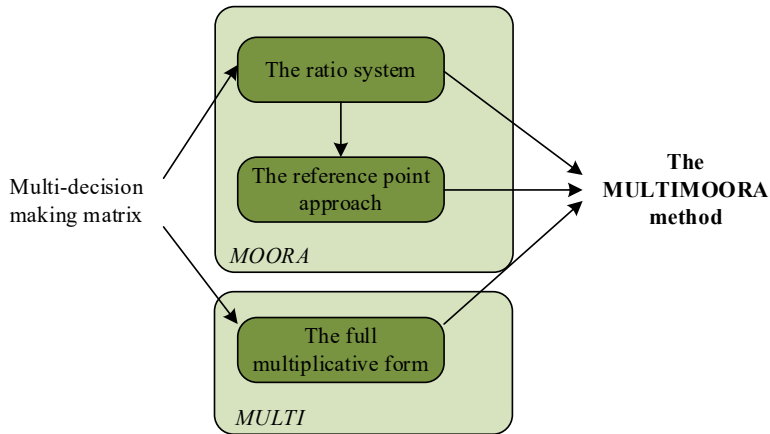 The ratio system
The reference point
approach
MOORA
Multi-decision
making matrix
The
MULTIMOORA
method
The full
multiplicative form
MULTI